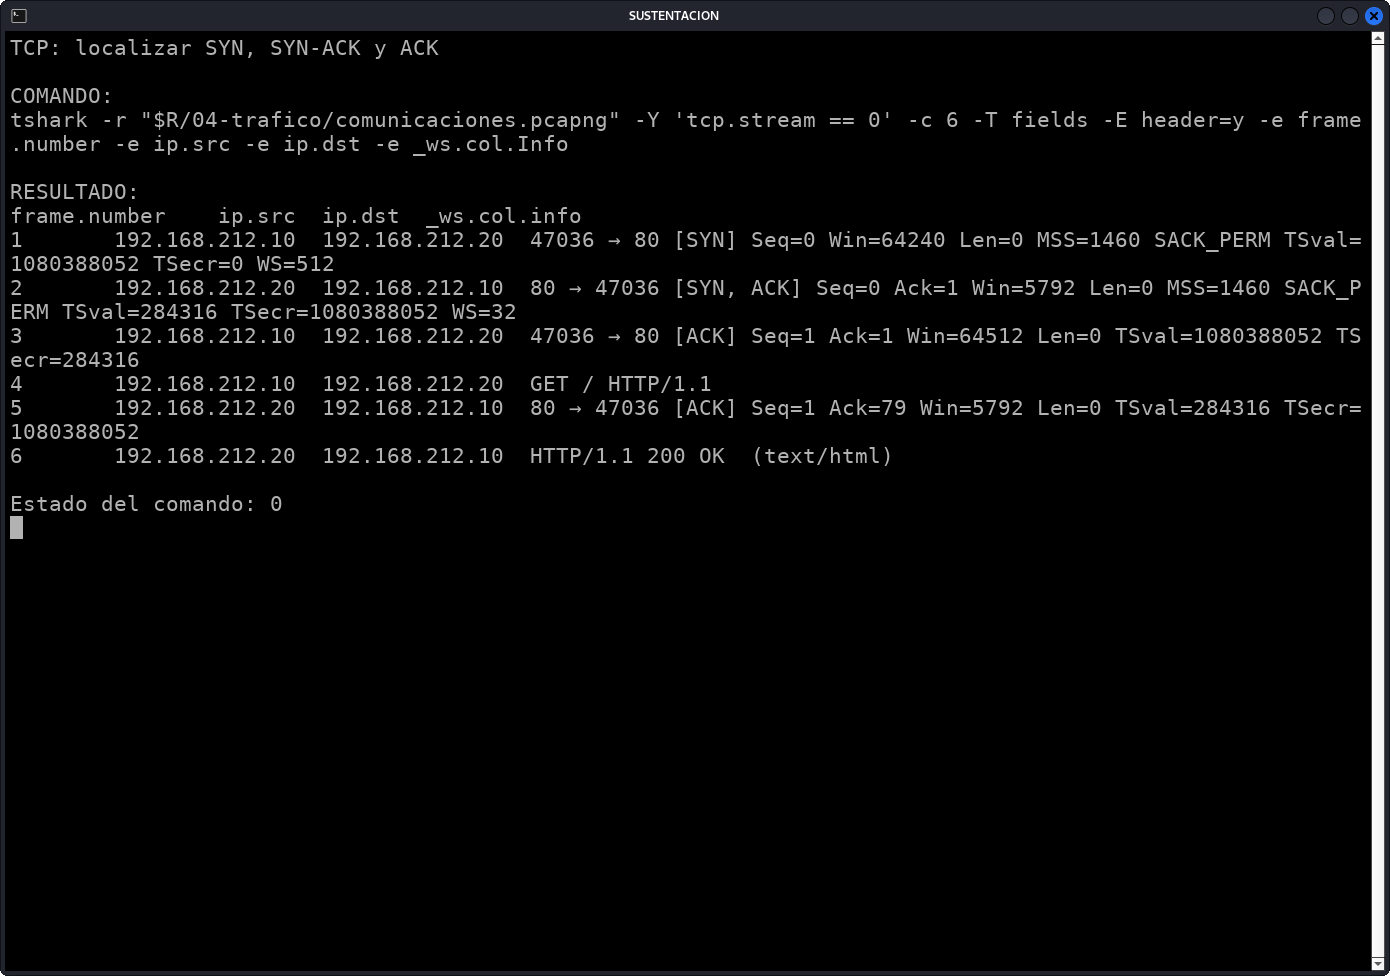 SUSTENTACION
TCP: localizar SYN, SYN-ACK y ACK
COMANDO:
tshark -r "$R/04-trafico/comunicaciones.pcapng" -Y 'tcp.stream == 0' -c 6 -T fields -E header=y -e frame
.number -e ip.src -e ip.dst -e _ws.col.Info
RESULTADO:
frame.number    ip.src  ip.dst  _ws.col.info
1       192.168.212.10  192.168.212.20  47036 → 80 [SYN] Seq=0 Win=64240 Len=0 MSS=1460 SACK_PERM TSval=
1080388052 TSecr=0 WS=512
2       192.168.212.20  192.168.212.10  80 → 47036 [SYN, ACK] Seq=0 Ack=1 Win=5792 Len=0 MSS=1460 SACK_P
ERM TSval=284316 TSecr=1080388052 WS=32
3       192.168.212.10  192.168.212.20  47036 → 80 [ACK] Seq=1 Ack=1 Win=64512 Len=0 TSval=1080388052 TS
ecr=284316
4       192.168.212.10  192.168.212.20  GET / HTTP/1.1
5       192.168.212.20  192.168.212.10  80 → 47036 [ACK] Seq=1 Ack=79 Win=5792 Len=0 TSval=284316 TSecr=
1080388052
6       192.168.212.20  192.168.212.10  HTTP/1.1 200 OK  (text/html)
Estado del comando: 0